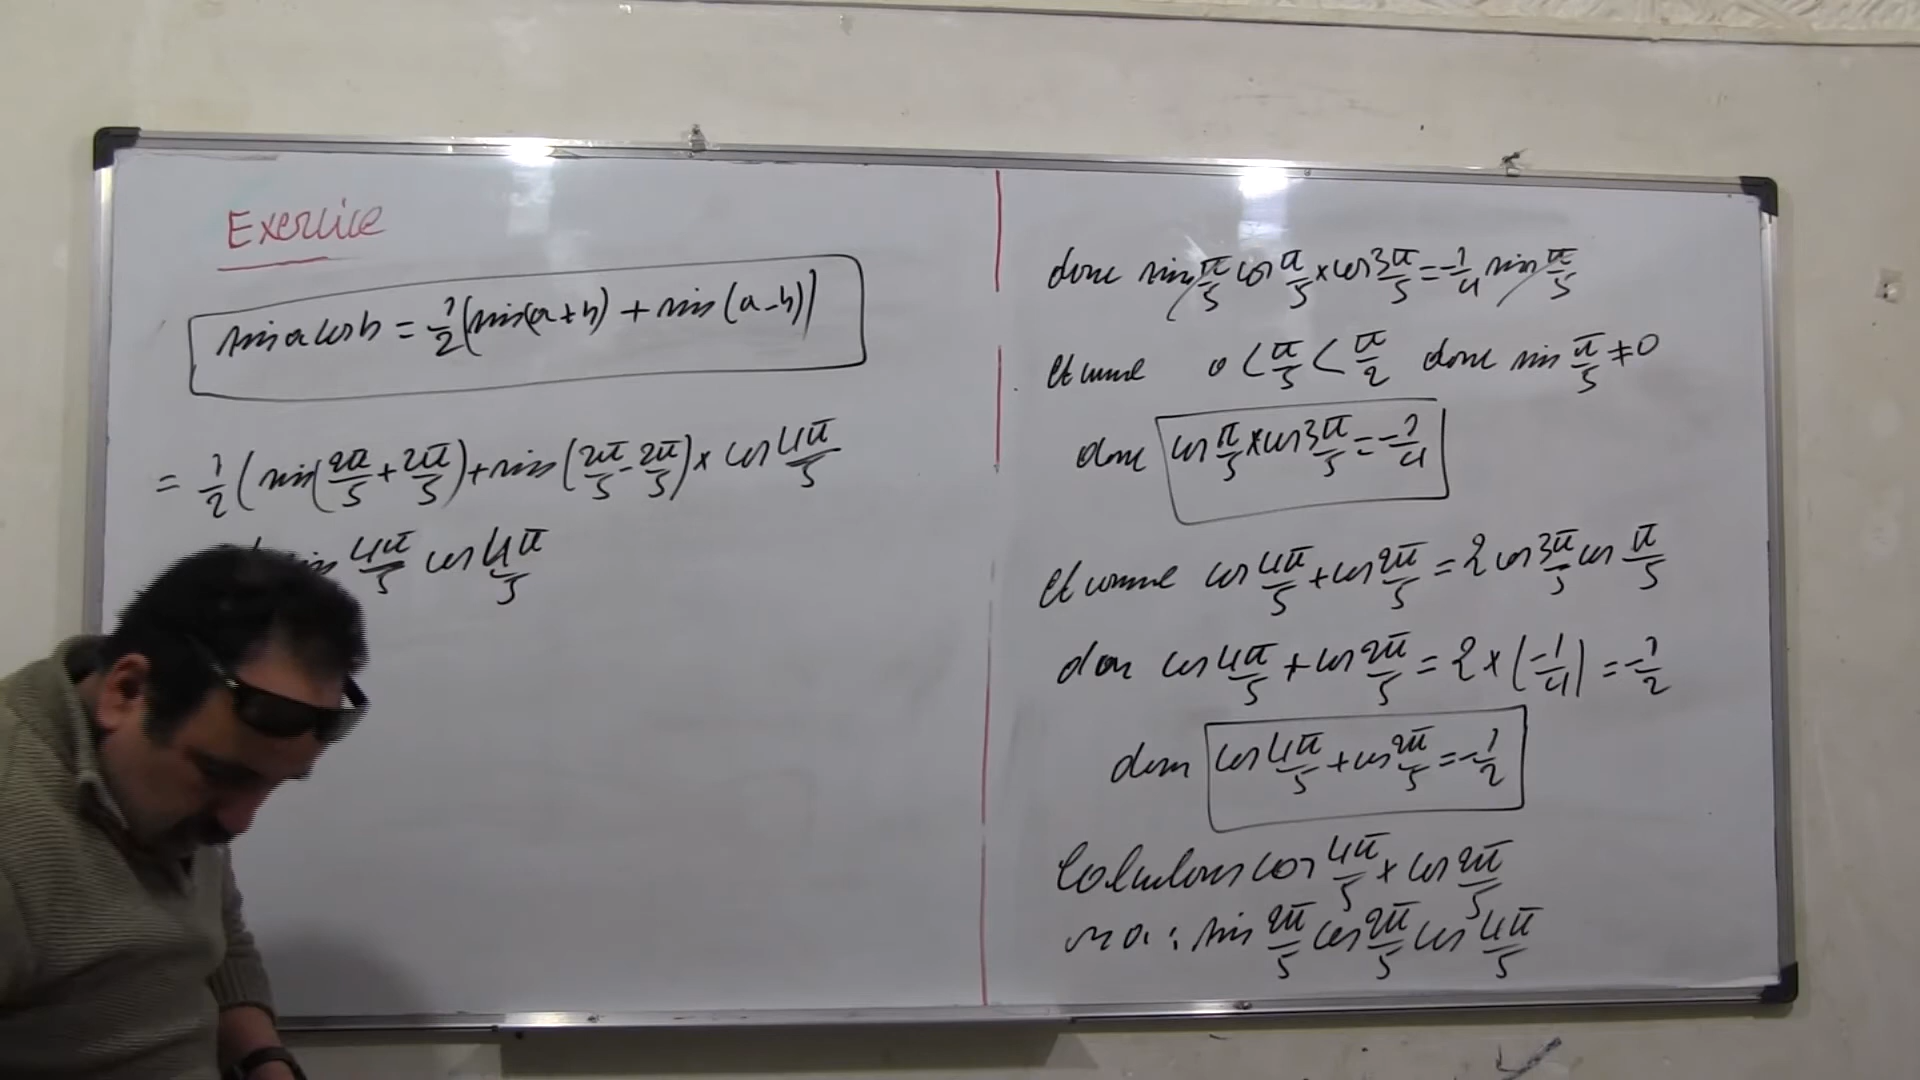 Exercice
sin a cos b = 1/2 (sin(a+b) + sin(a-b))
= 1/2 (sin(2π/5 + 2π/5) + sin(2π/5 - 2π/5) × cos 4π/5
sin 4π/5 cos 4π/5
donc sin π/5 cos π/5 × cos 3π/5 = -1/4 sin π/5
et comme 0 < π/5 < π/2 donc sin π/5 ≠ 0
donc cos π/5 × cos 3π/5 = -1/4
et comme cos 4π/5 + cos 2π/5 = 2 cos 3π/5 cos π/5
donc cos 4π/5 + cos 2π/5 = 2 × (-1/4) = -1/2
donc cos 4π/5 + cos 2π/5 = -1/2
Calculons cos 4π/5 × cos 2π/5
on a : sin 2π/5 cos 2π/5 cos 4π/5